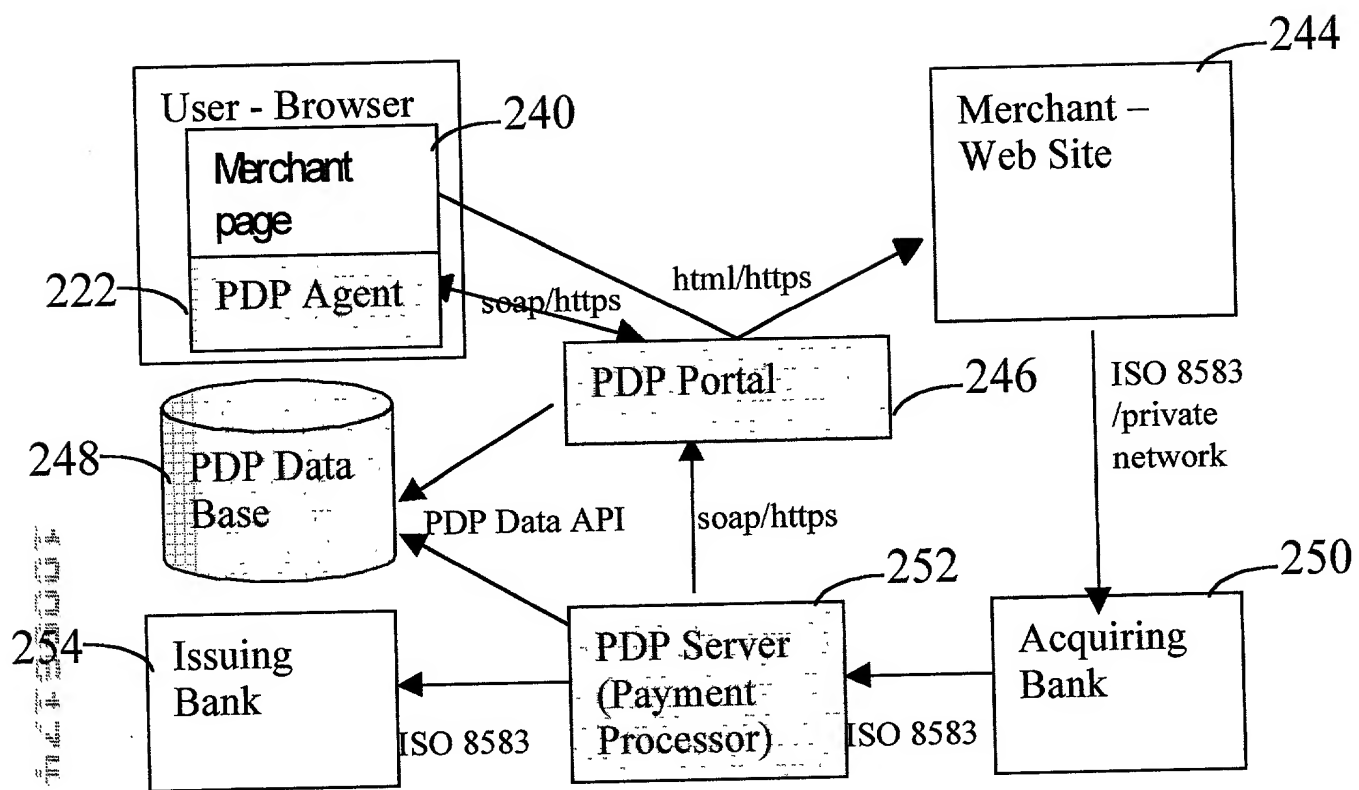 244
User - Browser
240
Merchant –
Web Site
Merchant
page
222
PDP Agent
soap/https
html/https
PDP Portal
246
ISO 8583
/private
network
248
PDP Data
Base
PDP Data API
soap/https
252
250
254
Issuing
Bank
PDP Server
(Payment
Processor)
Acquiring
Bank
ISO 8583
ISO 8583